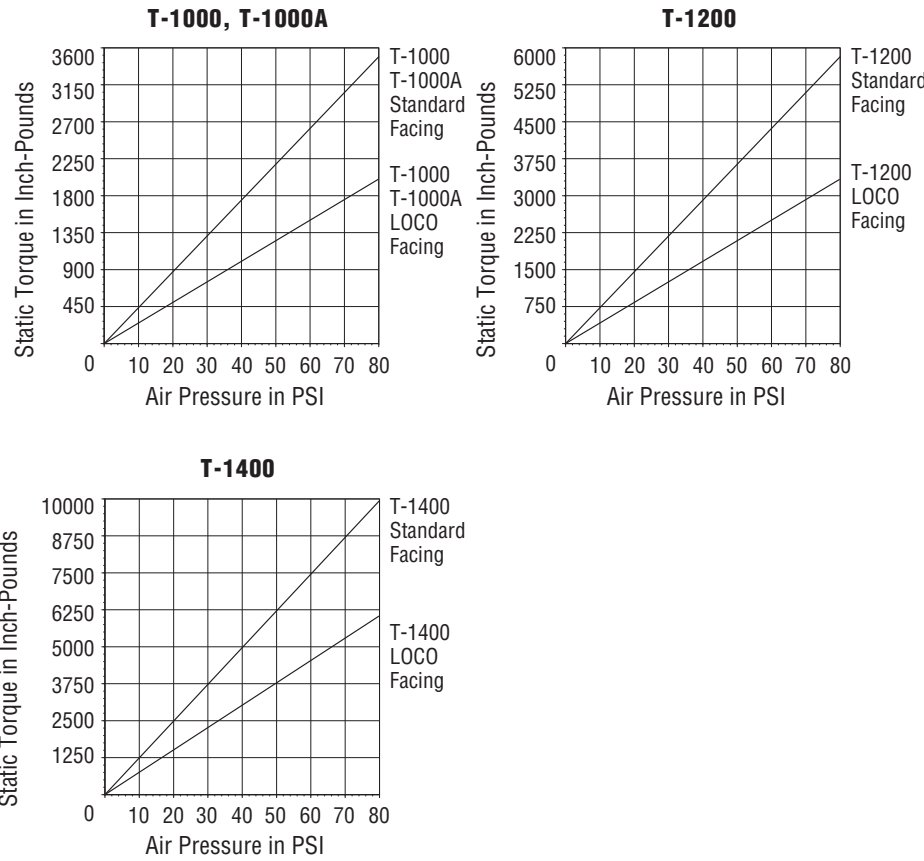 T-1000, T-1000A
3600
3150
2700
2250
1800
1350
900
450
0
10 20 30 40 50 60 70 80
Static Torque in Inch-Pounds
Air Pressure in PSI
T-1000
T-1000A
Standard
Facing
T-1000
T-1000A
LOCO
Facing
T-1200
6000
5250
4500
3750
3000
2250
1500
750
0
10 20 30 40 50 60 70 80
Static Torque in Inch-Pounds
Air Pressure in PSI
T-1200
Standard
Facing
T-1200
LOCO
Facing
T-1400
10000
8750
7500
6250
5000
3750
2500
1250
0
10 20 30 40 50 60 70 80
Static Torque in Inch-Pounds
Air Pressure in PSI
T-1400
Standard
Facing
T-1400
LOCO
Facing